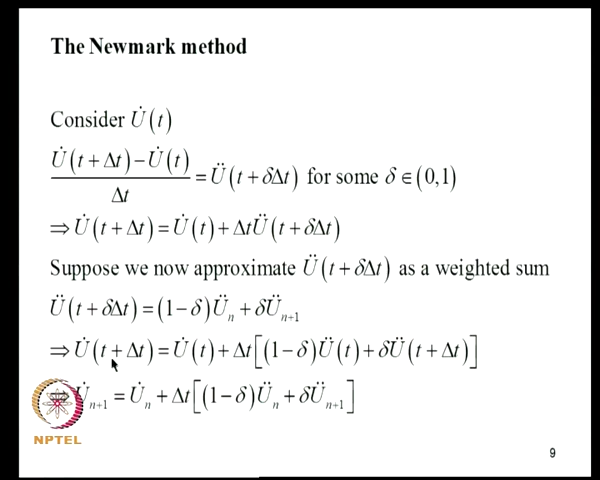 The Newmark method
Consider U̇(t)
(U̇(t + Δt) − U̇(t)) / Δt = Ü(t + δΔt) for some δ ∈ (0,1)
⇒ U̇(t + Δt) = U̇(t) + ΔtÜ(t + δΔt)
Suppose we now approximate Ü(t + δΔt) as a weighted sum
Ü(t + δΔt) = (1 − δ)Üₙ + δÜₙ₊₁
⇒ U̇(t + Δt) = U̇(t) + Δt[(1 − δ)Ü(t) + δÜ(t + Δt)]
U̇ₙ₊₁ = U̇ₙ + Δt[(1 − δ)Üₙ + δÜₙ₊₁]
NPTEL
9